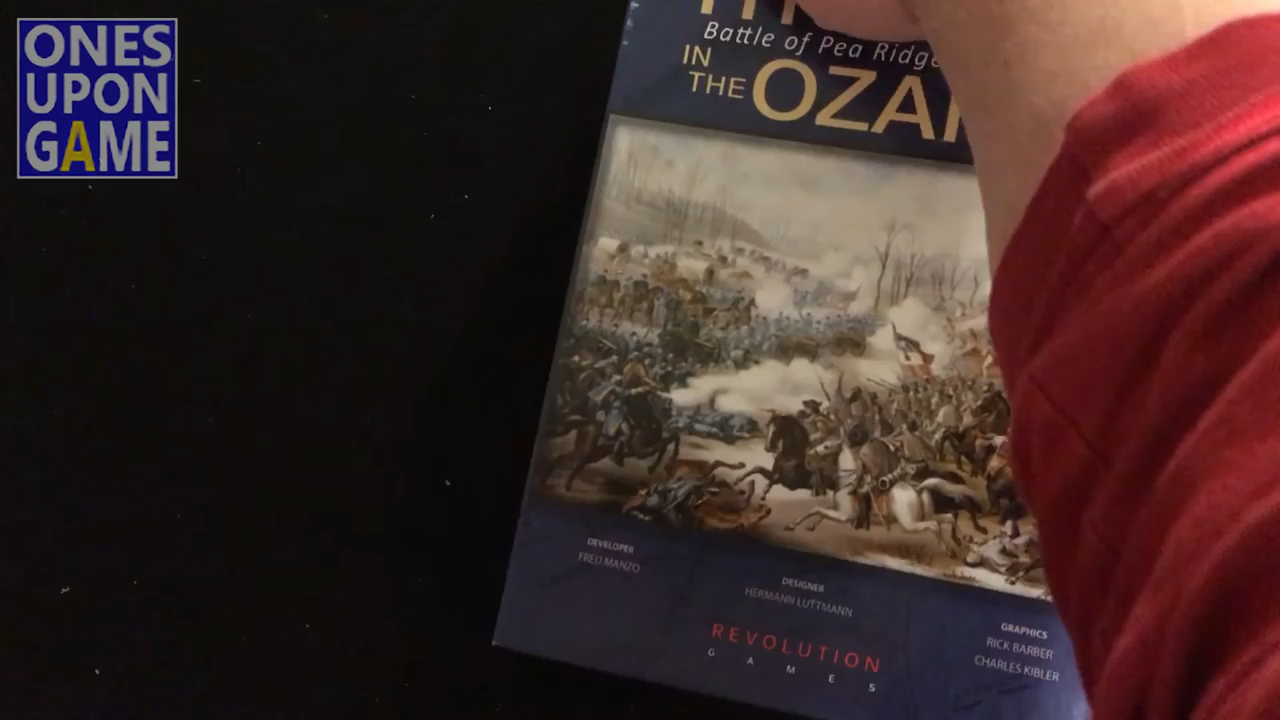 ONES
UPON
GAME
Battle of Pea Ridge
IN
THE
DEVELOPER
FRED MANZO
DESIGNER
HERMANN LUTTMANN
GRAPHICS
RICK BARBER
CHARLES KIBLER
REVOLUTION
GAMES